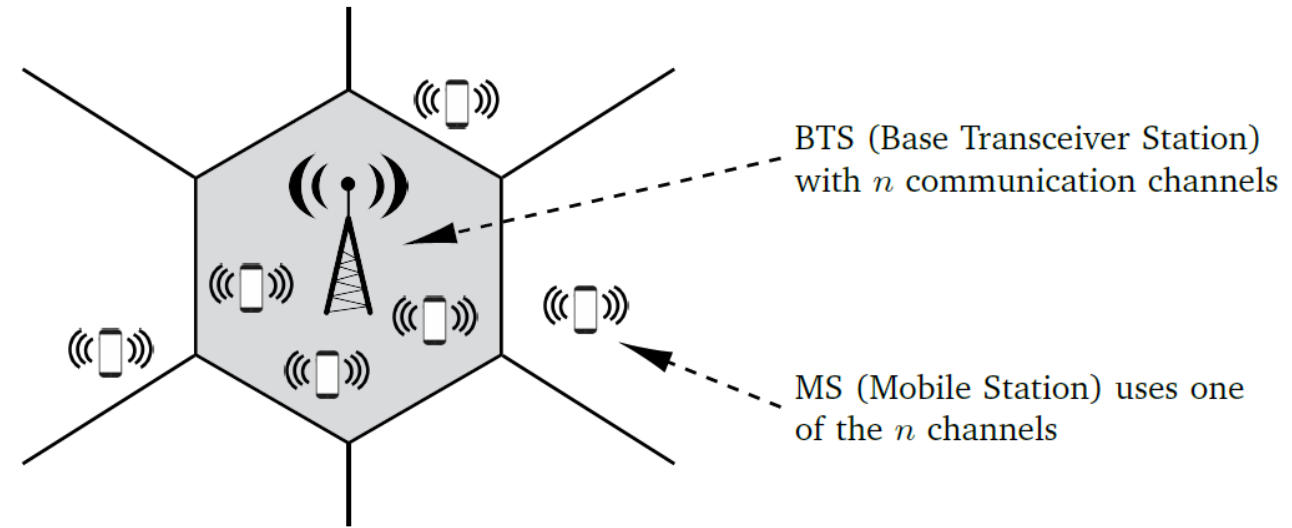 BTS (Base Transceiver Station)
with n communication channels
MS (Mobile Station) uses one
of the n channels